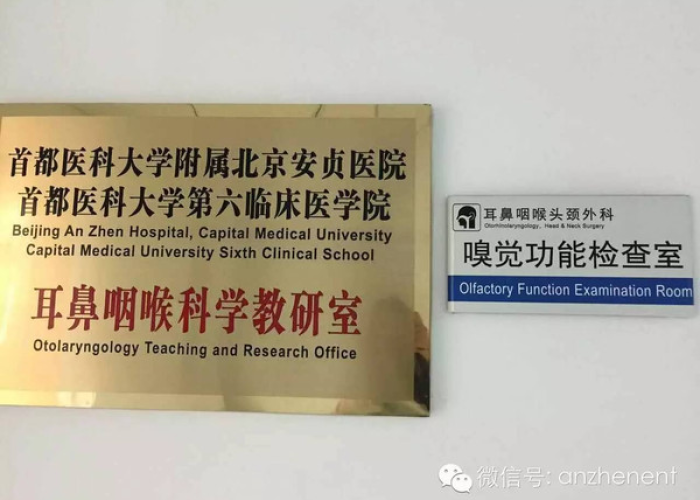 首都医科大学附属北京安贞医院
首都医科大学第六临床医学院
Beijing An Zhen Hospital, Capital Medical University
Capital Medical University Sixth Clinical School
耳鼻咽喉科学教研室
Otolaryngology Teaching and Research Office
耳鼻咽喉头颈外科
Otorhinolaryngology, Head & Neck Surgery
嗅觉功能检查室
Olfactory Function Examination Room
微信号: anzhenent